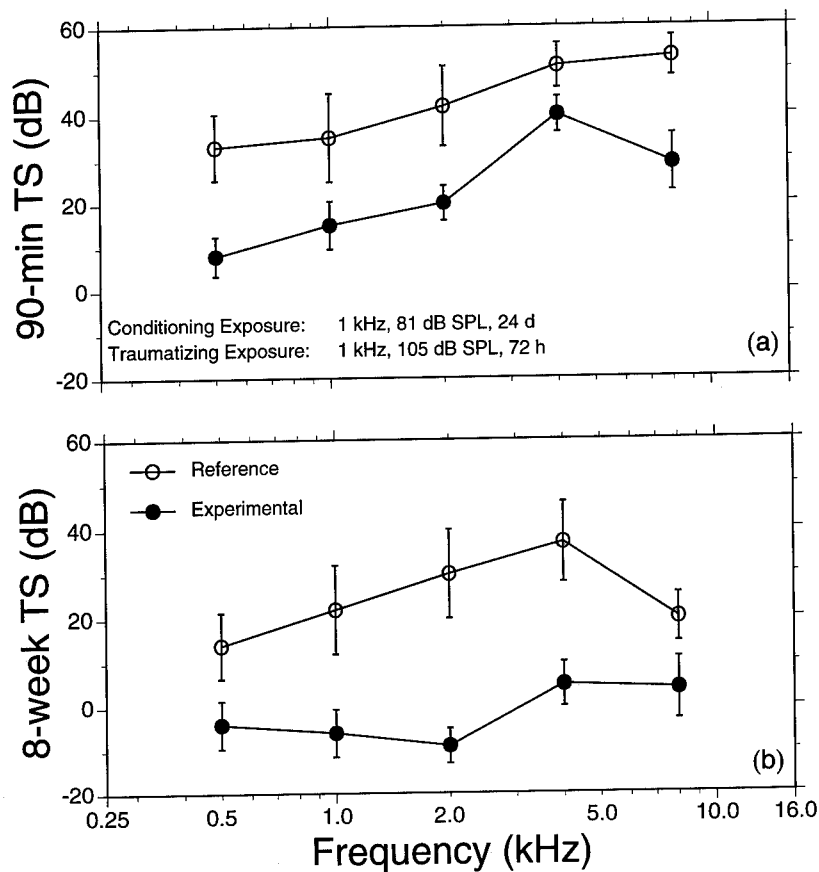 60
40
20
0
-20
90-min TS (dB)
Conditioning Exposure: 1 kHz, 81 dB SPL, 24 d
Traumatizing Exposure: 1 kHz, 105 dB SPL, 72 h
(a)
60
40
20
0
-20
8-week TS (dB)
Reference
Experimental
(b)
0.25 0.5 1.0 2.0 5.0 10.0 16.0
Frequency (kHz)